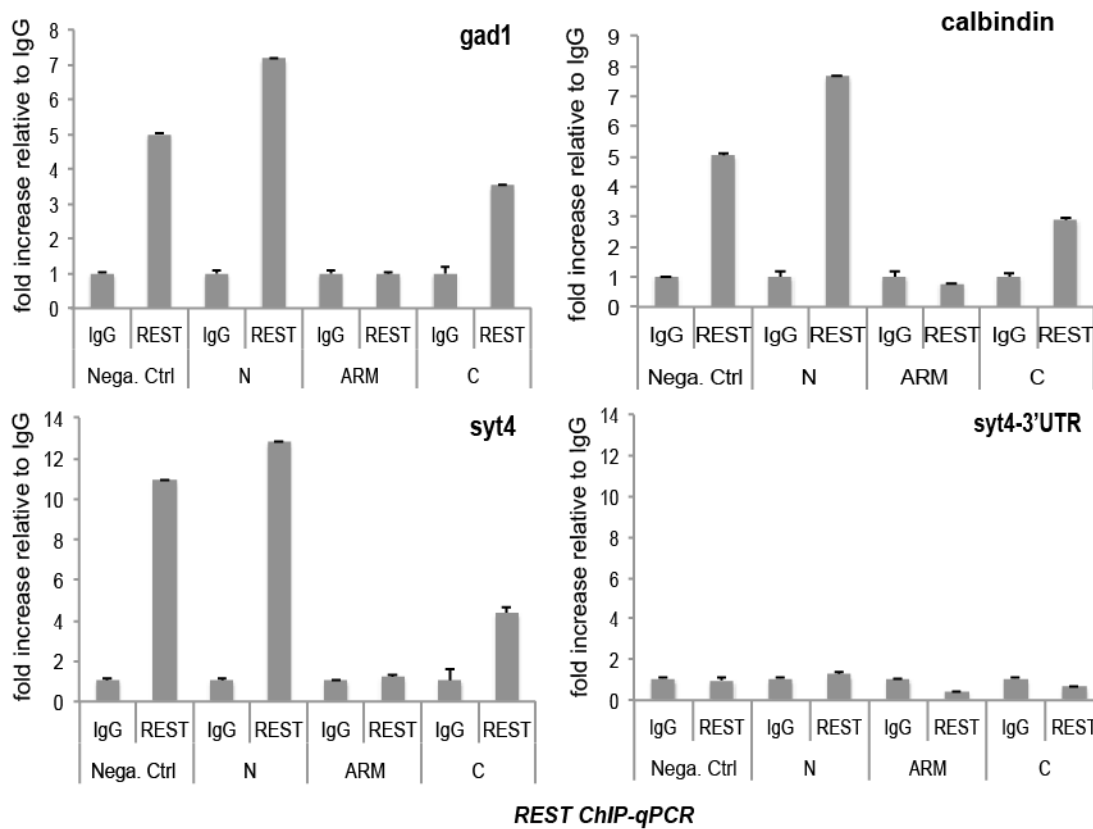 gad1
fold increase relative to IgG
8
7
6
5
4
3
2
1
0
IgG REST IgG REST IgG REST IgG REST
Nega. Ctrl N ARM C
calbindin
fold increase relative to IgG
9
8
7
6
5
4
3
2
1
0
IgG REST IgG REST IgG REST IgG REST
Nega. Ctrl N ARM C
syt4
fold increase relative to IgG
14
12
10
8
6
4
2
0
IgG REST IgG REST IgG REST IgG REST
Nega. Ctrl N ARM C
syt4-3'UTR
fold increase relative to IgG
14
12
10
8
6
4
2
0
IgG REST IgG REST IgG REST IgG REST
Nega. Ctrl N ARM C
REST ChIP-qPCR